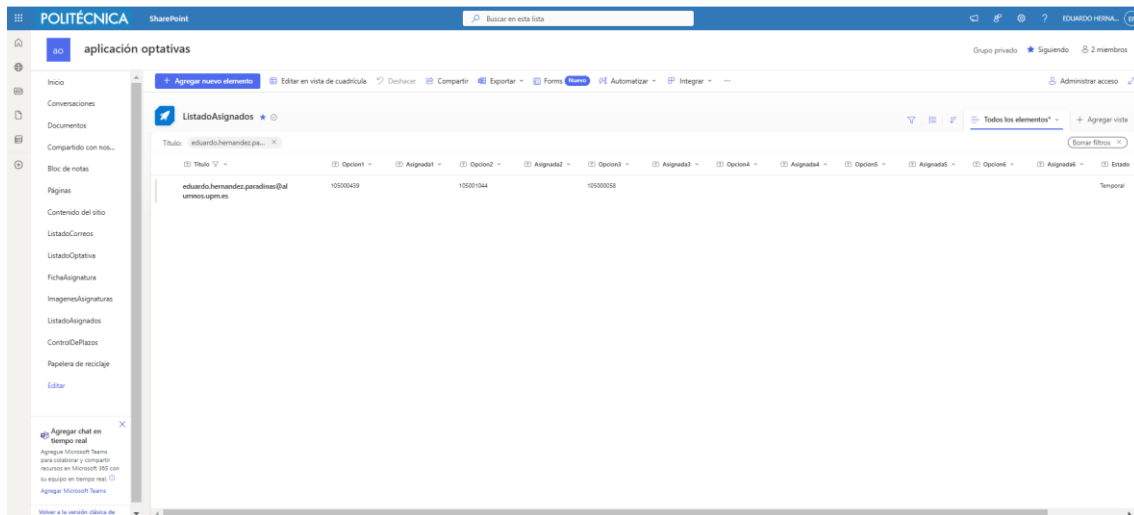 POLITÉCNICA SharePoint Buscar en esta lista ? EDUARDO HERNA...
ao aplicación optativas Grupo privado Siguiendo 2 miembros
+ Agregar nuevo elemento Editar en vista de cuadrícula Deshacer Compartir Exportar Forms Nuevo Automatizar Integrar ... Administrar acceso
ListadoAsignados Todos los elementos* + Agregar vista
Título: eduardo.hernandez.pa... × Borrar filtros ×
Título Opcion1 Asignada1 Opcion2 Asignada2 Opcion3 Asignada3 Opcion4 Asignada4 Opcion5 Asignada5 Opcion6 Asignada6 Estado
eduardo.hernandez.paradinas@al 105000439 105001044 105000058 Temporal
umnos.upm.es
Inicio
Conversaciones
Documentos
Compartido con nos...
Bloc de notas
Páginas
Contenido del sitio
ListadoCorreos
ListadoOptativa
FichaAsignatura
ImagenesAsignaturas
ListadoAsignados
ControlDePlazos
Papelera de reciclaje
Editar
Agregar chat en
tiempo real
Agregue Microsoft Teams
para colaborar y compartir
recursos en Microsoft 365 con
su equipo en tiempo real.
Agregar Microsoft Teams
Volver a la versión clásica de